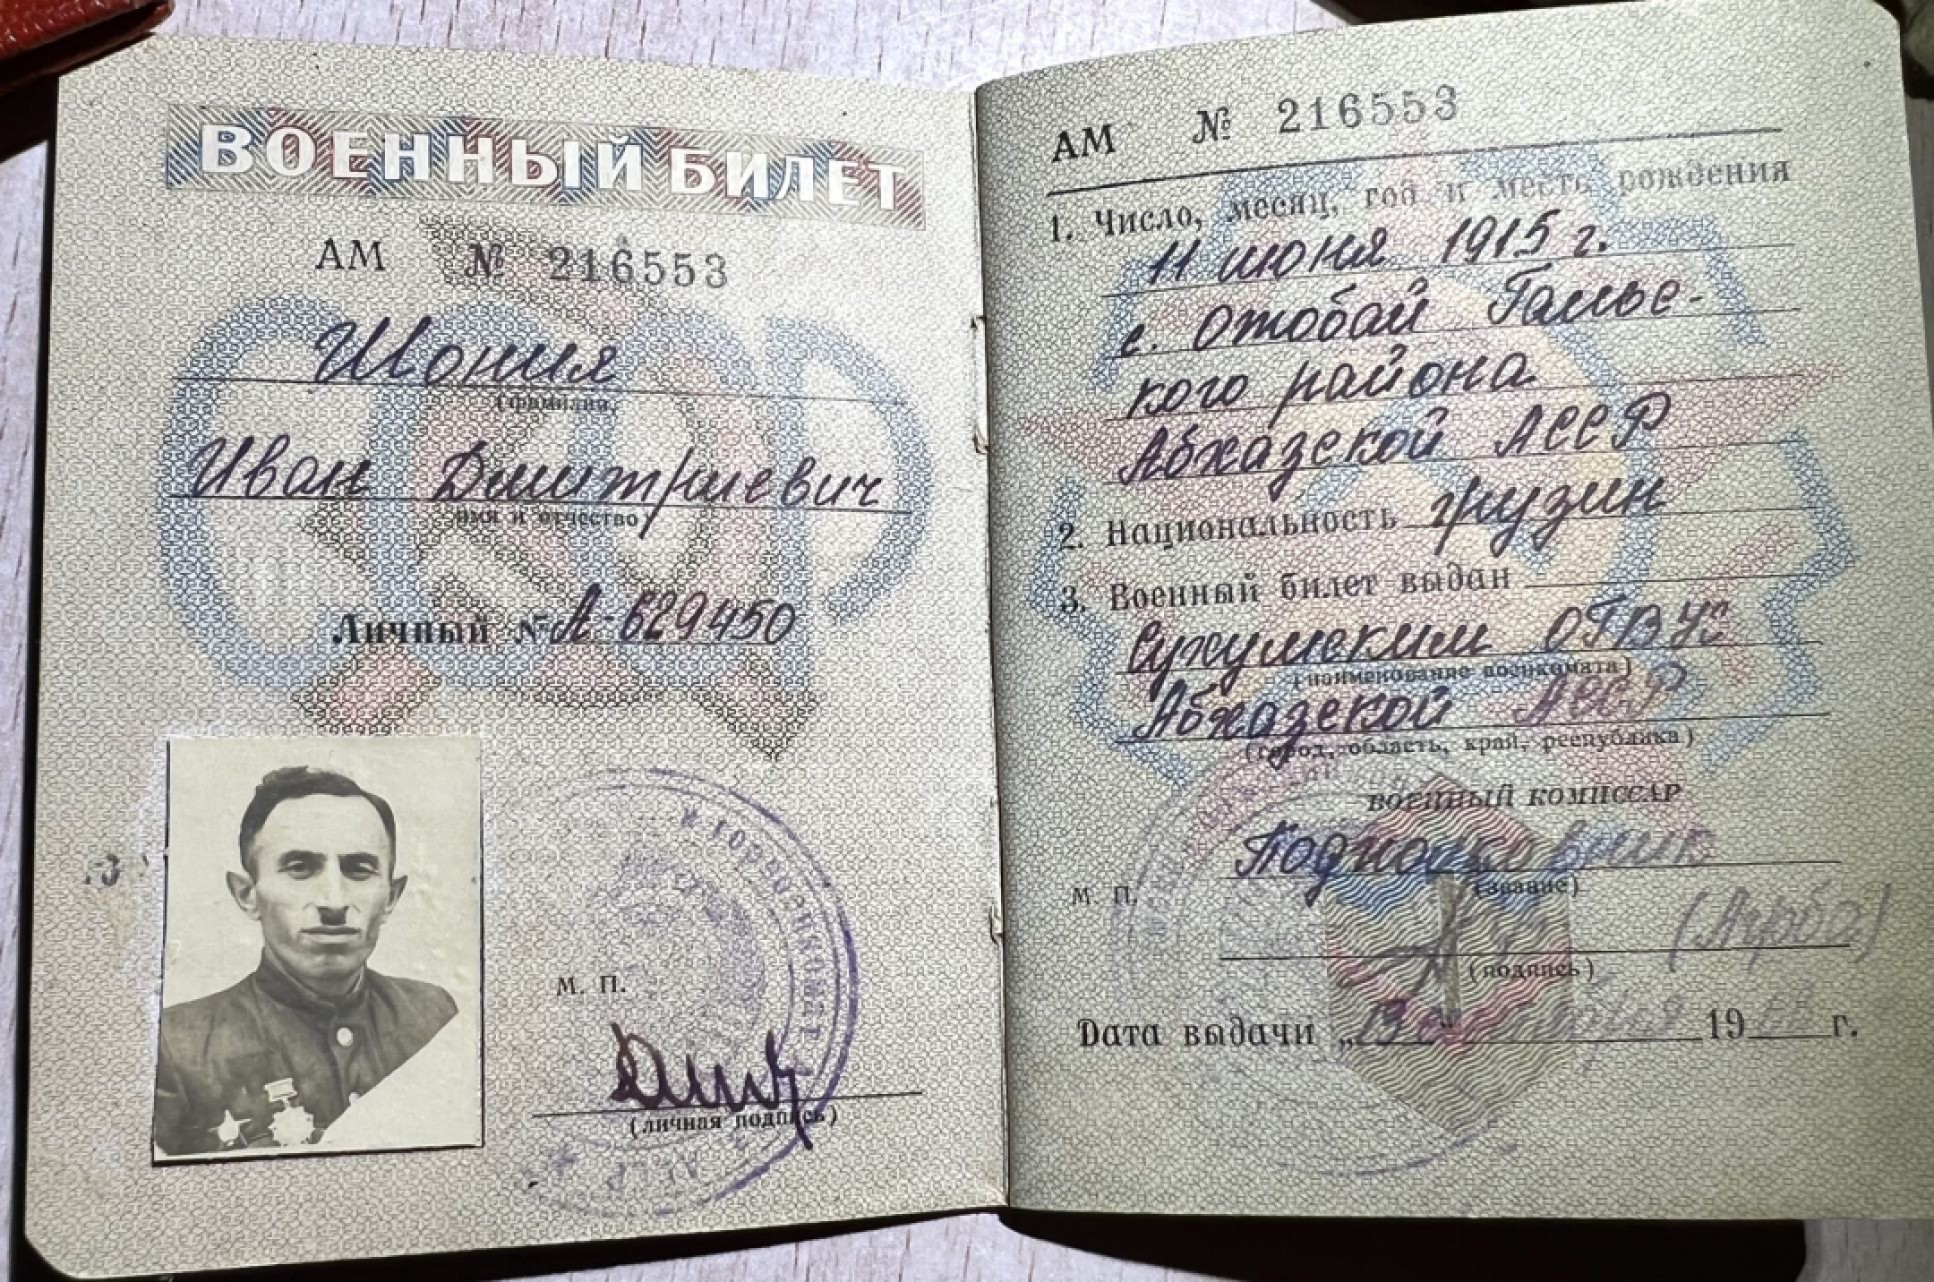 ВОЕННЫЙ БИЛЕТ
АМ № 216553
Шония
(фамилия)
Иван Дмитриевич
имя и отчество
Личный № А-629450
М. П.
(личная подпись)
АМ № 216553
1. Число, месяц, год и место рождения
11 июня 1915 г.
с. Отобай Гальс-
кого района
Абхазской АССР
2. Национальность грузин
3. Военный билет выдан
Сухумским ОГВК
(наименование военкомата)
Абхазской АССР
(город, область, край, республика)
ВОЕННЫЙ КОМИССАР
Подполковник
М. П. (звание)
(подпись)
Дата выдачи „19" 19 г.